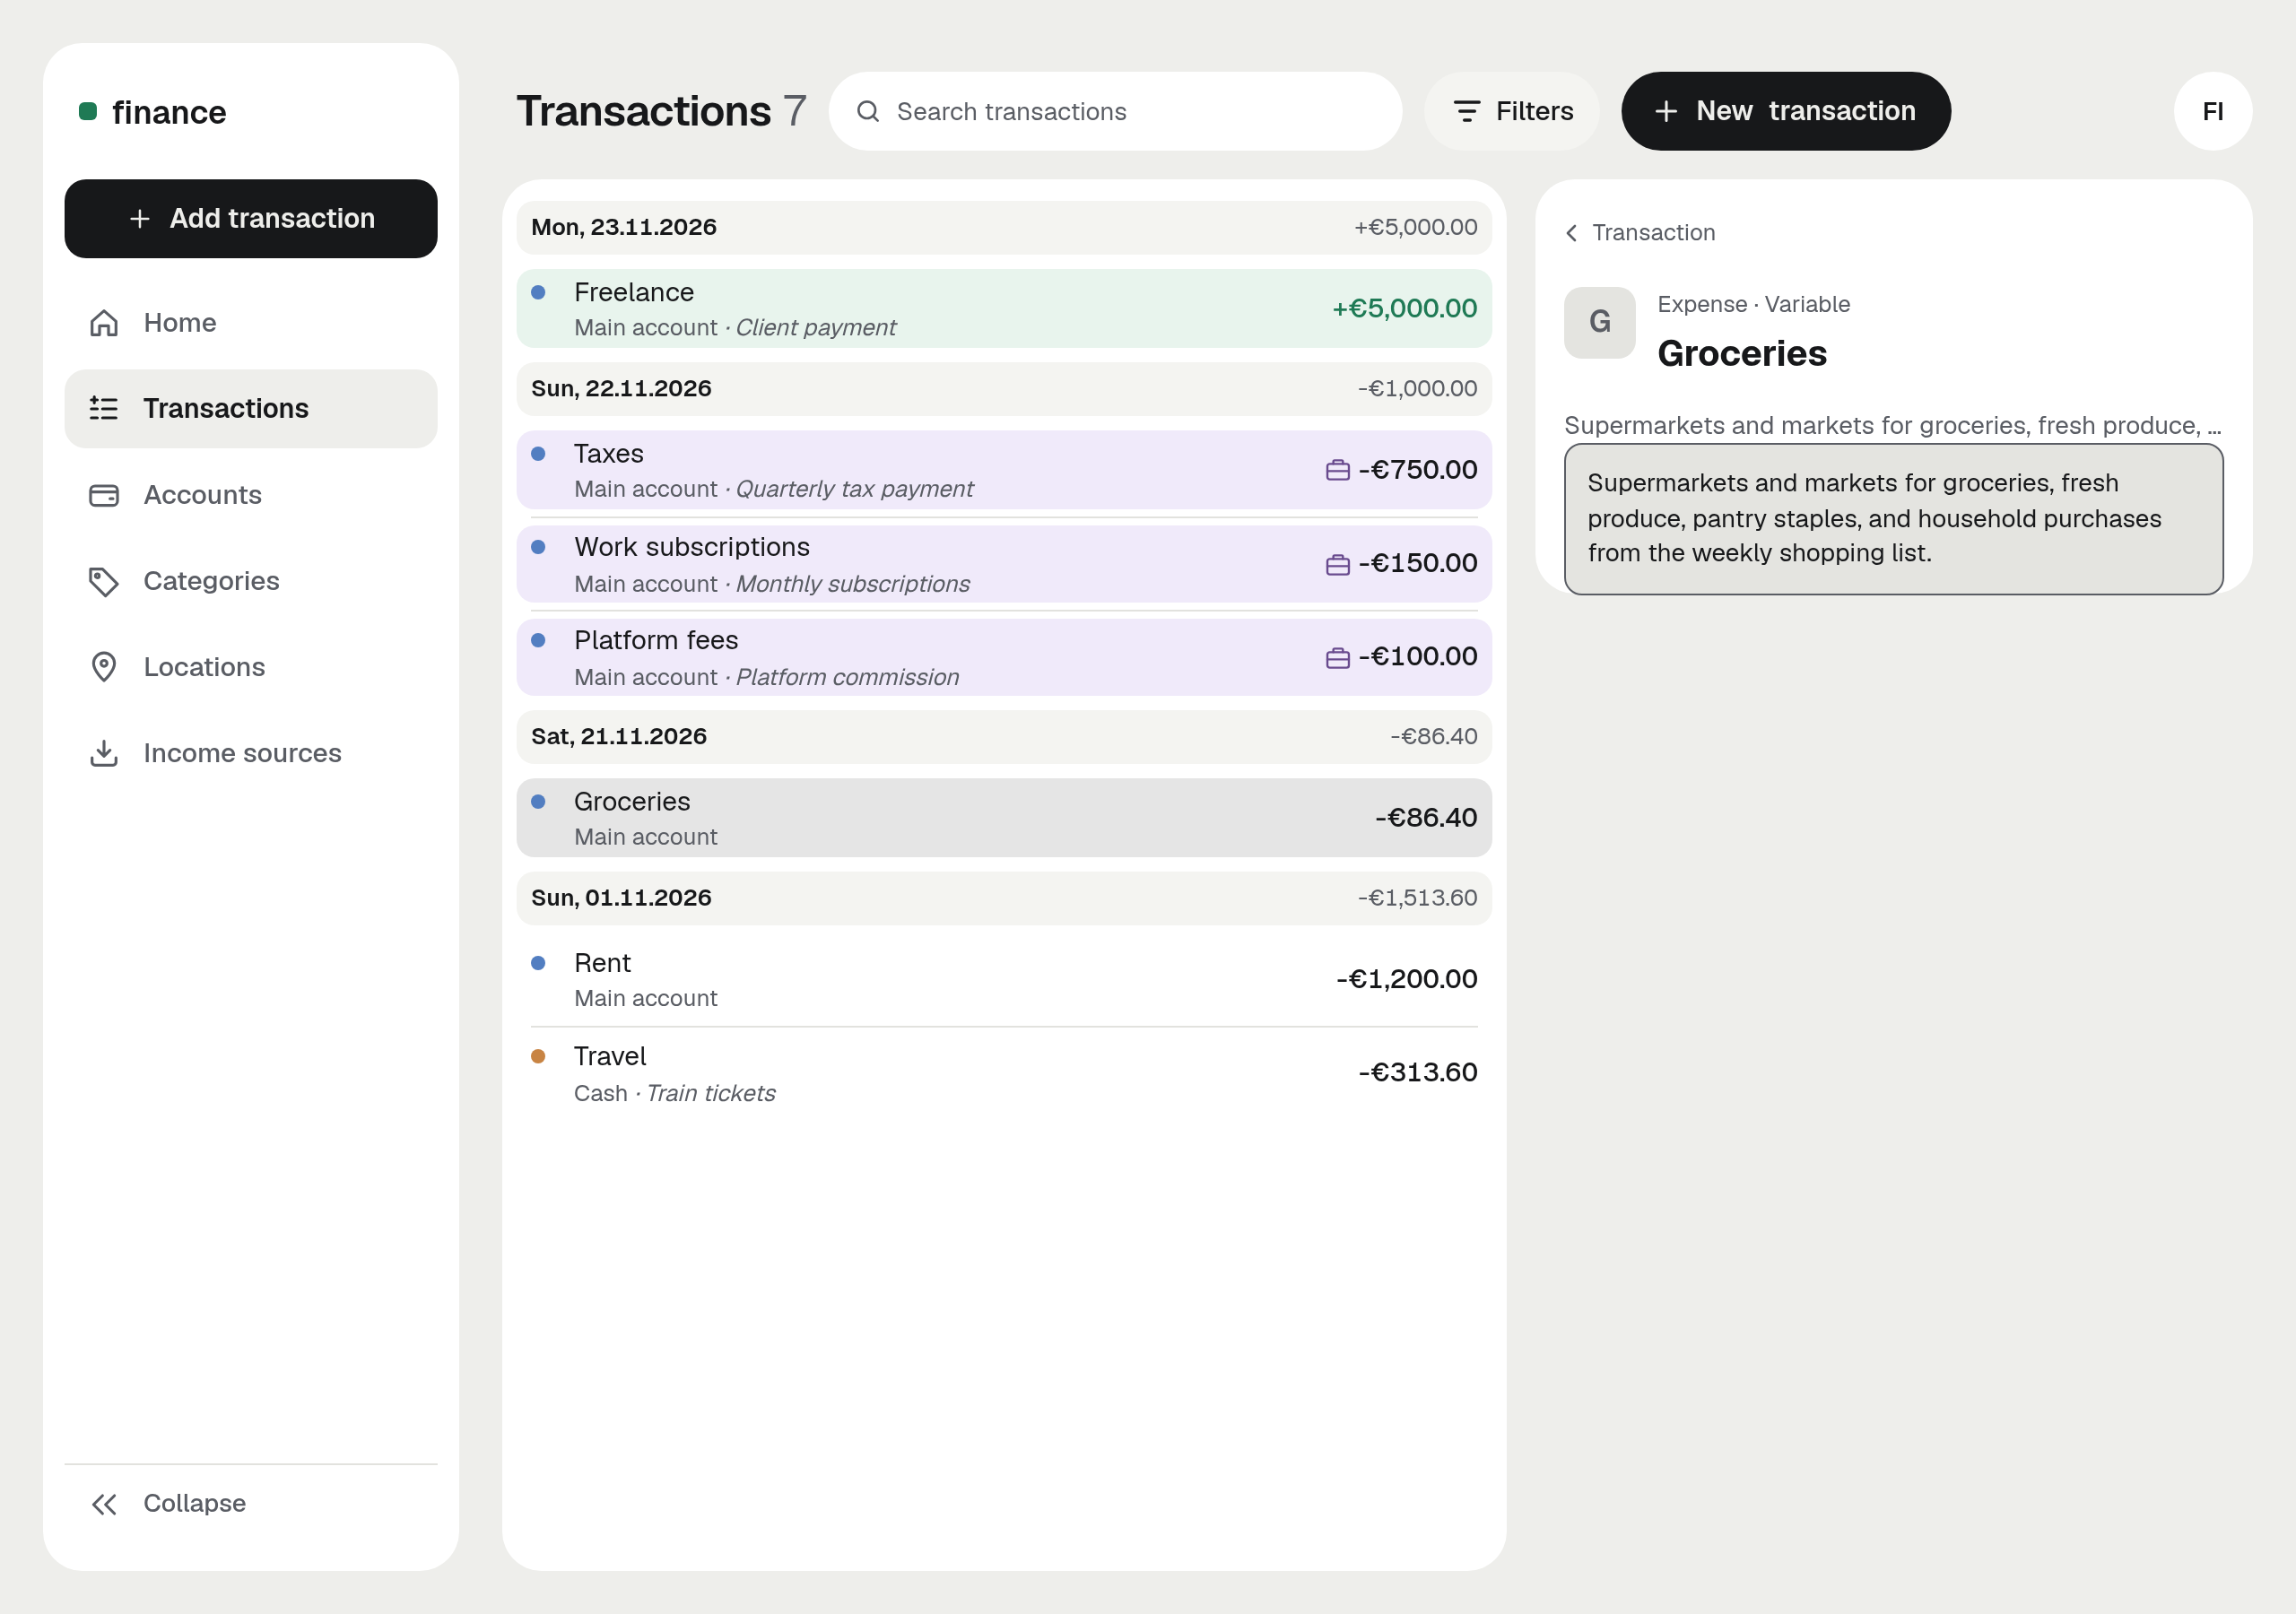 finance
Add transaction
Home
Transactions
Accounts
Categories
Locations
Income sources
Collapse
Transactions 7
Search transactions
Filters
New transaction
FI
Mon, 23.11.2026 +€5,000.00
Freelance
Main account · Client payment
+€5,000.00
Sun, 22.11.2026 -€1,000.00
Taxes
Main account · Quarterly tax payment
-€750.00
Work subscriptions
Main account · Monthly subscriptions
-€150.00
Platform fees
Main account · Platform commission
-€100.00
Sat, 21.11.2026 -€86.40
Groceries
Main account
-€86.40
Sun, 01.11.2026 -€1,513.60
Rent
Main account
-€1,200.00
Travel
Cash · Train tickets
-€313.60
Transaction
G
Expense · Variable
Groceries
Supermarkets and markets for groceries, fresh produce, ...
Supermarkets and markets for groceries, fresh
produce, pantry staples, and household purchases
from the weekly shopping list.